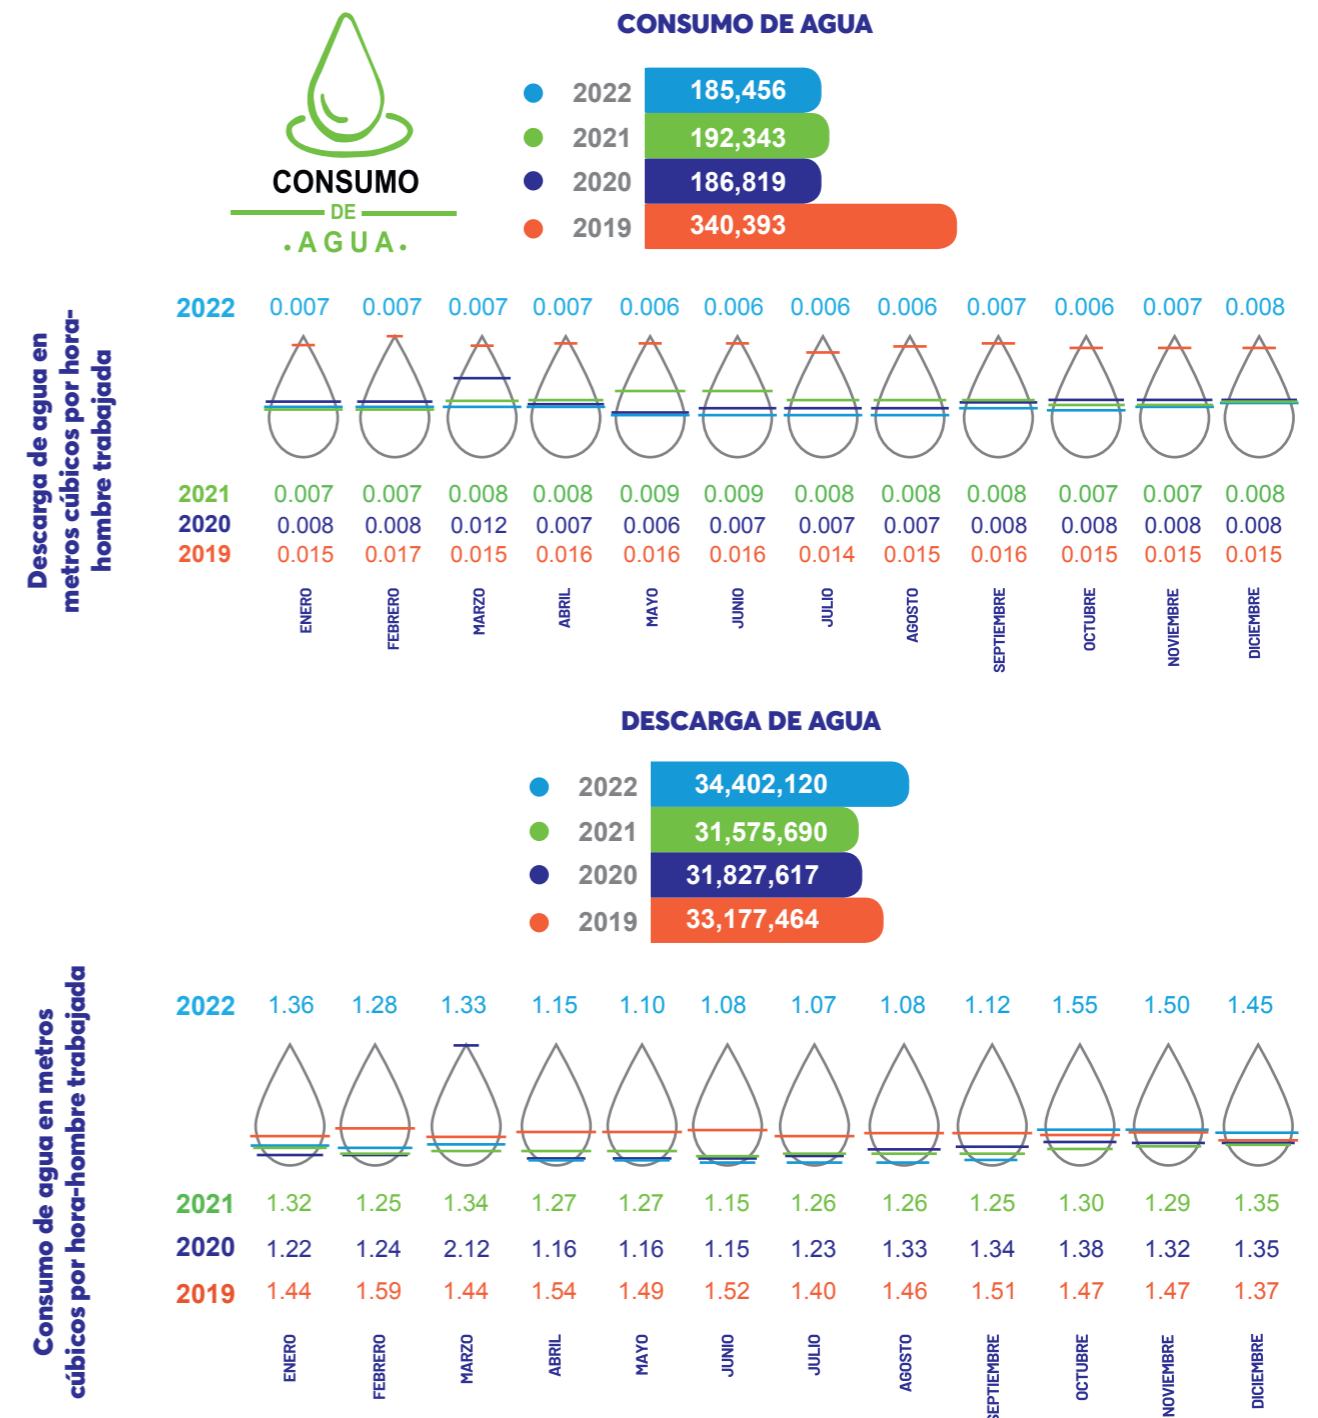 CONSUMO
DE
. A G U A .
CONSUMO DE AGUA
2022 185,456
2021 192,343
2020 186,819
2019 340,393
Descarga de agua en
metros cúbicos por hora-
hombre trabajada
2022 0.007 0.007 0.007 0.007 0.006 0.006 0.006 0.006 0.007 0.006 0.007 0.008
2021 0.007 0.007 0.008 0.008 0.009 0.009 0.008 0.008 0.008 0.007 0.007 0.008
2020 0.008 0.008 0.012 0.007 0.006 0.007 0.007 0.007 0.008 0.008 0.008 0.008
2019 0.015 0.017 0.015 0.016 0.016 0.016 0.014 0.015 0.016 0.015 0.015 0.015
ENERO FEBRERO MARZO ABRIL MAYO JUNIO JULIO AGOSTO SEPTIEMBRE OCTUBRE NOVIEMBRE DICIEMBRE
DESCARGA DE AGUA
2022 34,402,120
2021 31,575,690
2020 31,827,617
2019 33,177,464
Consumo de agua en metros
cúbicos por hora-hombre trabajada
2022 1.36 1.28 1.33 1.15 1.10 1.08 1.07 1.08 1.12 1.55 1.50 1.45
2021 1.32 1.25 1.34 1.27 1.27 1.15 1.26 1.26 1.25 1.30 1.29 1.35
2020 1.22 1.24 2.12 1.16 1.16 1.15 1.23 1.33 1.34 1.38 1.32 1.35
2019 1.44 1.59 1.44 1.54 1.49 1.52 1.40 1.46 1.51 1.47 1.47 1.37
ENERO FEBRERO MARZO ABRIL MAYO JUNIO JULIO AGOSTO SEPTIEMBRE OCTUBRE NOVIEMBRE DICIEMBRE